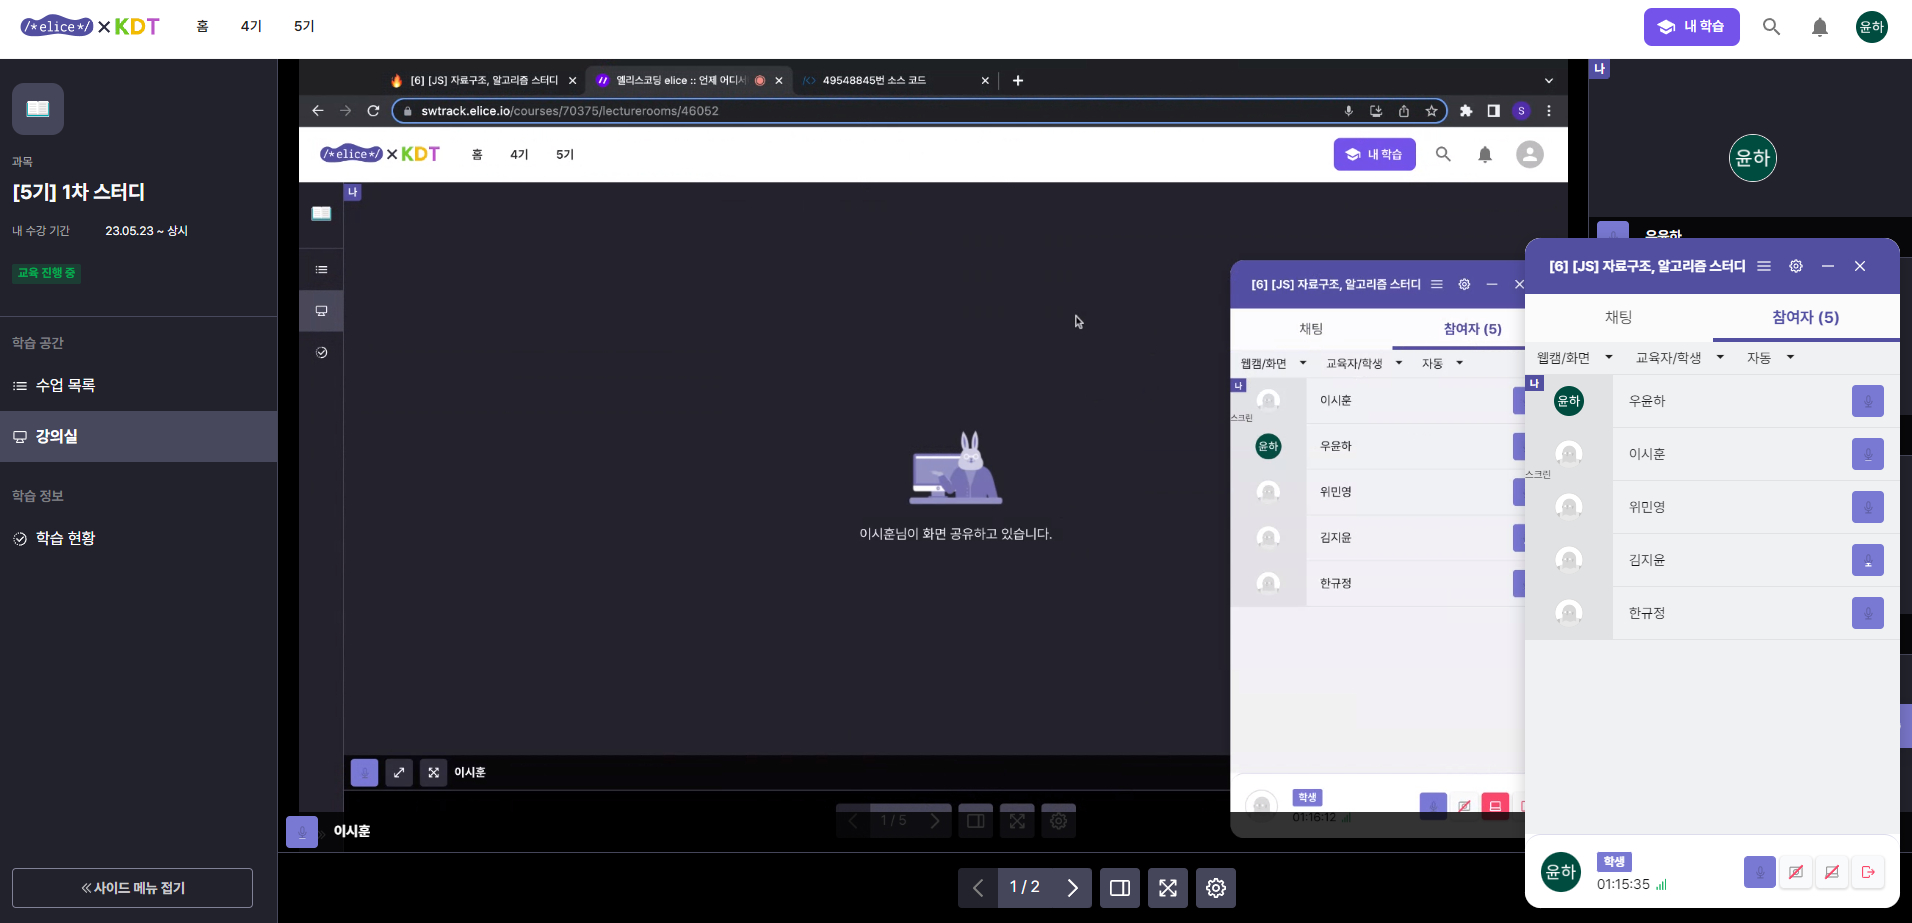 /*elice*/ × KDT 홈 4기 5기 내 학습 윤하
과목
[5기] 1차 스터디
내 수강 기간 23.05.23 ~ 상시
교육 진행 중
학습 공간
수업 목록
강의실
학습 정보
학습 현황
사이드 메뉴 접기
[6] [JS] 자료구조, 알고리즘 스터디
엘리스코딩 elice :: 언제 어디서
49548845번 소스 코드
swtrack.elice.io/courses/70375/lecturerooms/46052
S
/*elice*/ × KDT 홈 4기 5기 내 학습
나
이시훈님이 화면 공유하고 있습니다.
이시훈
1 / 5
[6] [JS] 자료구조, 알고리즘 스터디
채팅 참여자 (5)
웹캠/화면 교육자/학생 자동
나
이시훈
스크린
윤하 우윤하
위민영
김지윤
한규정
학생
01:16:12
이시훈
1 / 2
나
윤하
우윤하
[6] [JS] 자료구조, 알고리즘 스터디
채팅 참여자 (5)
웹캠/화면 교육자/학생 자동
나
윤하 우윤하
이시훈
스크린
위민영
김지윤
한규정
윤하 학생
01:15:35